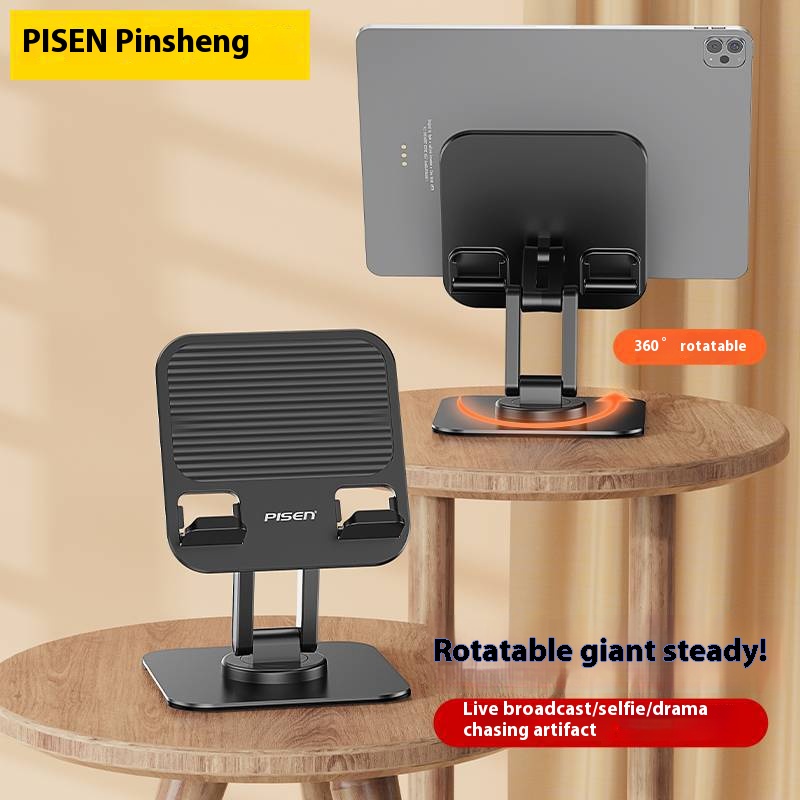 PISEN Pinsheng
360° rotatable
PISEN
Rotatable giant steady!
Live broadcast/selfie/drama
chasing artifact